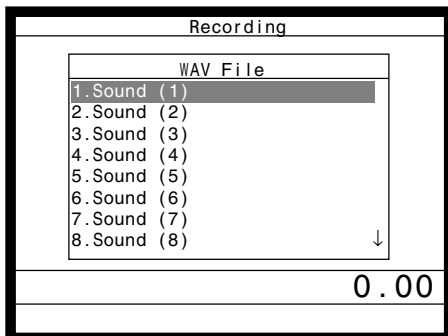 Recording
WAV File
1.Sound (1)
2.Sound (2)
3.Sound (3)
4.Sound (4)
5.Sound (5)
6.Sound (6)
7.Sound (7)
8.Sound (8) ↓
0.00